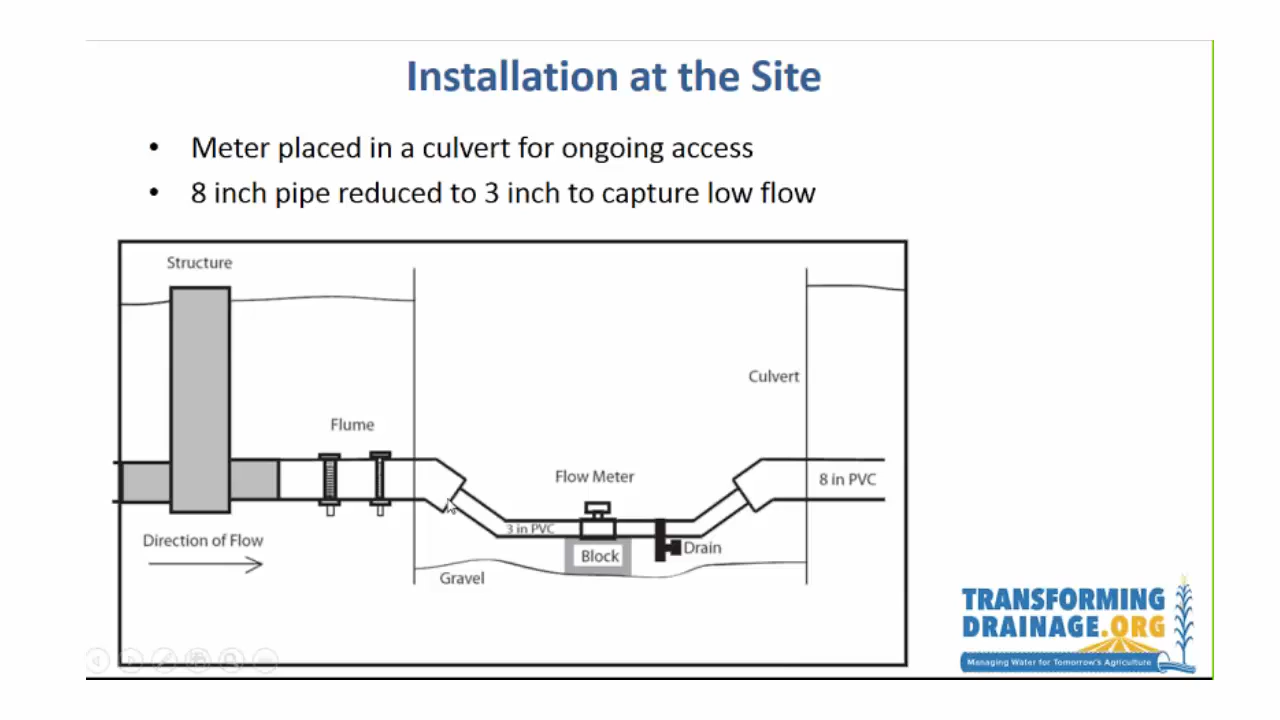 Installation at the Site
• Meter placed in a culvert for ongoing access
• 8 inch pipe reduced to 3 inch to capture low flow
Structure
Culvert
Flume
Flow Meter
8 in PVC
3 in PVC
Direction of Flow
Block
Drain
Gravel
TRANSFORMING
DRAINAGE.ORG
Managing Water for Tomorrow's Agriculture